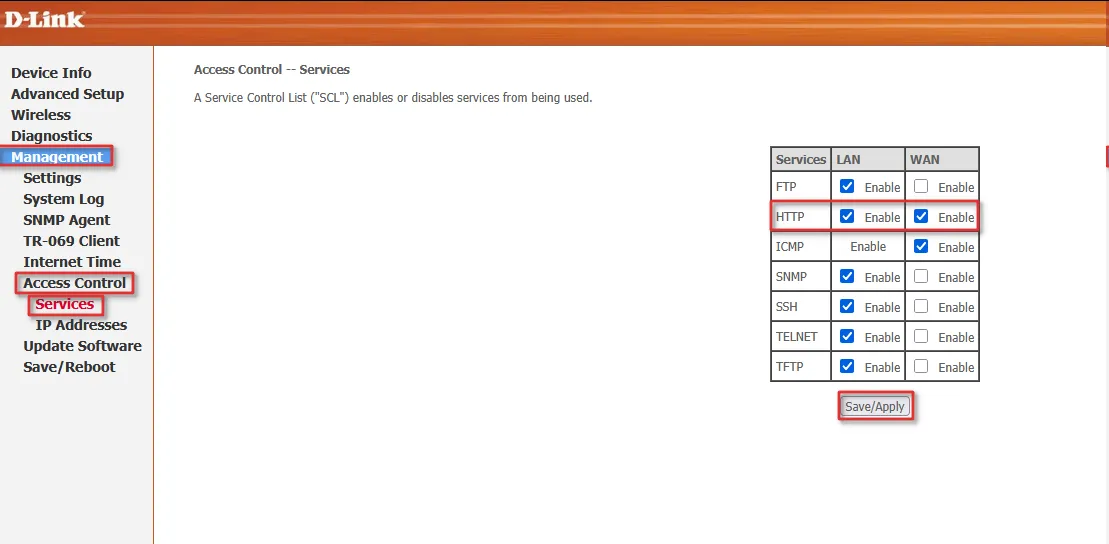 D-Link
Device Info
Advanced Setup
Wireless
Diagnostics
Management
Settings
System Log
SNMP Agent
TR-069 Client
Internet Time
Access Control
Services
IP Addresses
Update Software
Save/Reboot
Access Control -- Services
A Service Control List ("SCL") enables or disables services from being used.
Services LAN WAN
FTP Enable Enable
HTTP Enable Enable
ICMP Enable Enable
SNMP Enable Enable
SSH Enable Enable
TELNET Enable Enable
TFTP Enable Enable
Save/Apply